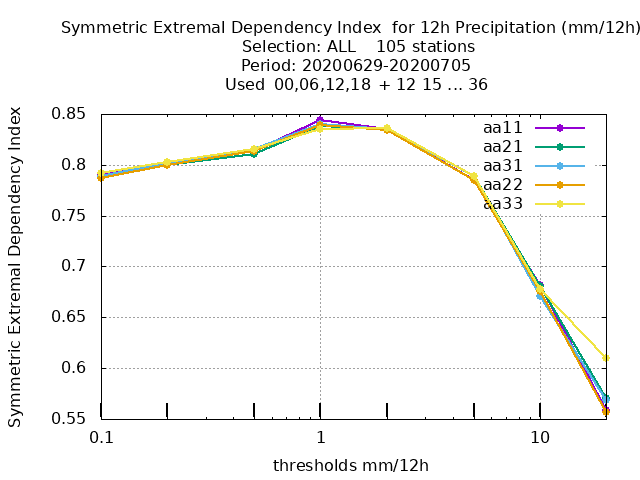 Symmetric Extremal Dependency Index  for 12h Precipitation (mm/12h)
Selection: ALL    105 stations
Period: 20200629-20200705
Used  00,06,12,18  + 12 15 ... 36
Symmetric Extremal Dependency Index
0.85
0.8
0.75
0.7
0.65
0.6
0.55
aa11
aa21
aa31
aa22
aa33
0.1
1
10
thresholds mm/12h